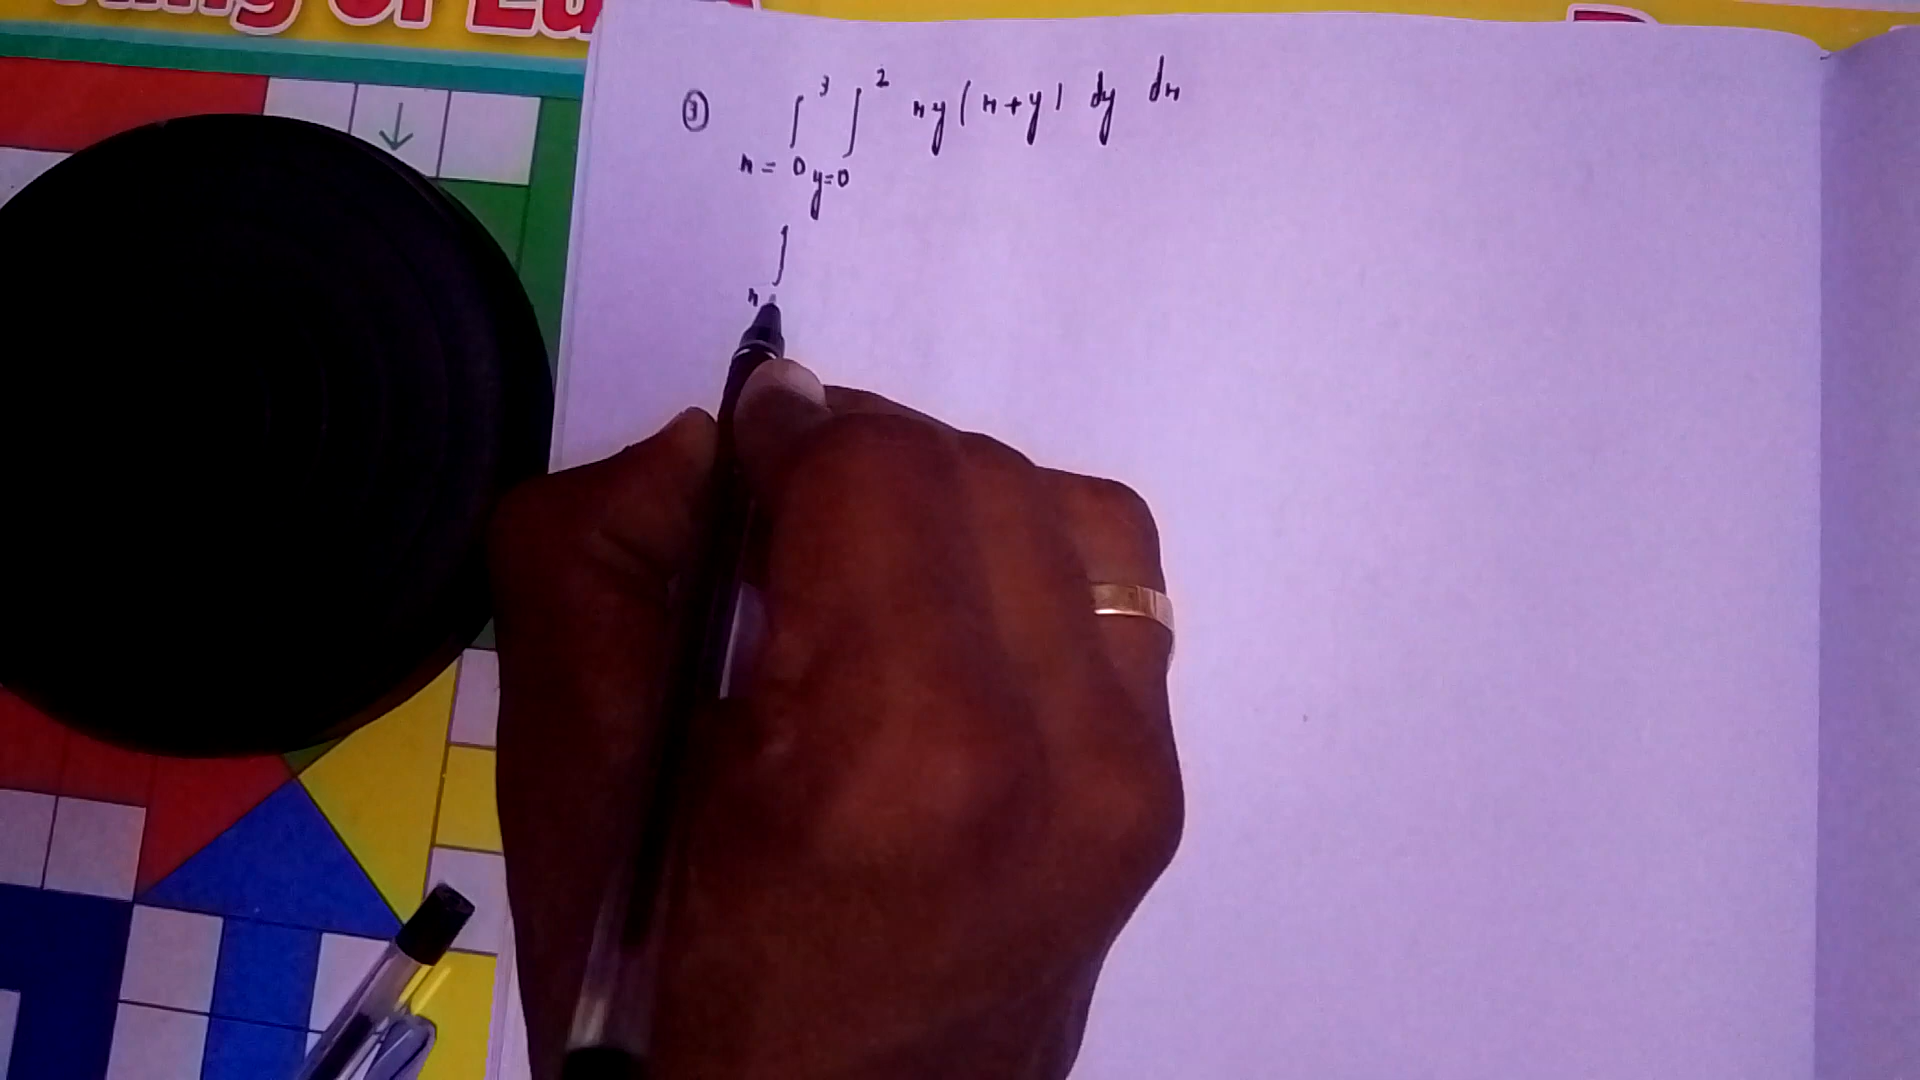 ③ ∫³ ∫² xy(x+y) dy dx
x = 0 y=0
∫
x